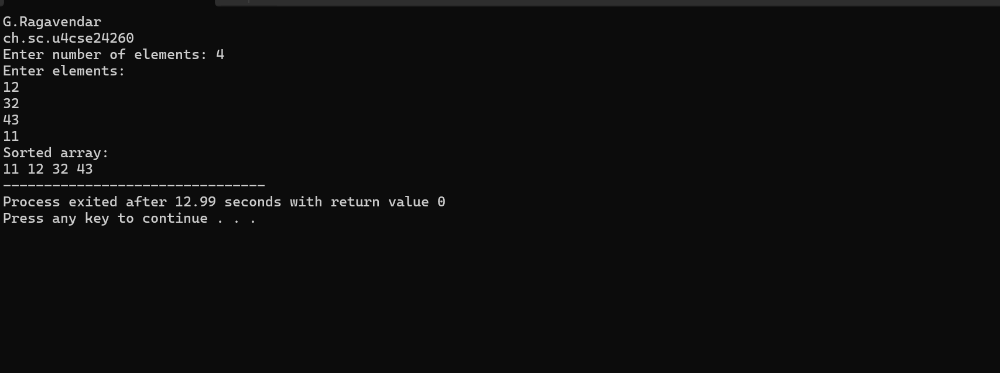 G.Ragavendar
ch.sc.u4cse24260
Enter number of elements: 4
Enter elements:
12
32
43
11
Sorted array:
11 12 32 43
--------------------------------
Process exited after 12.99 seconds with return value 0
Press any key to continue . . .